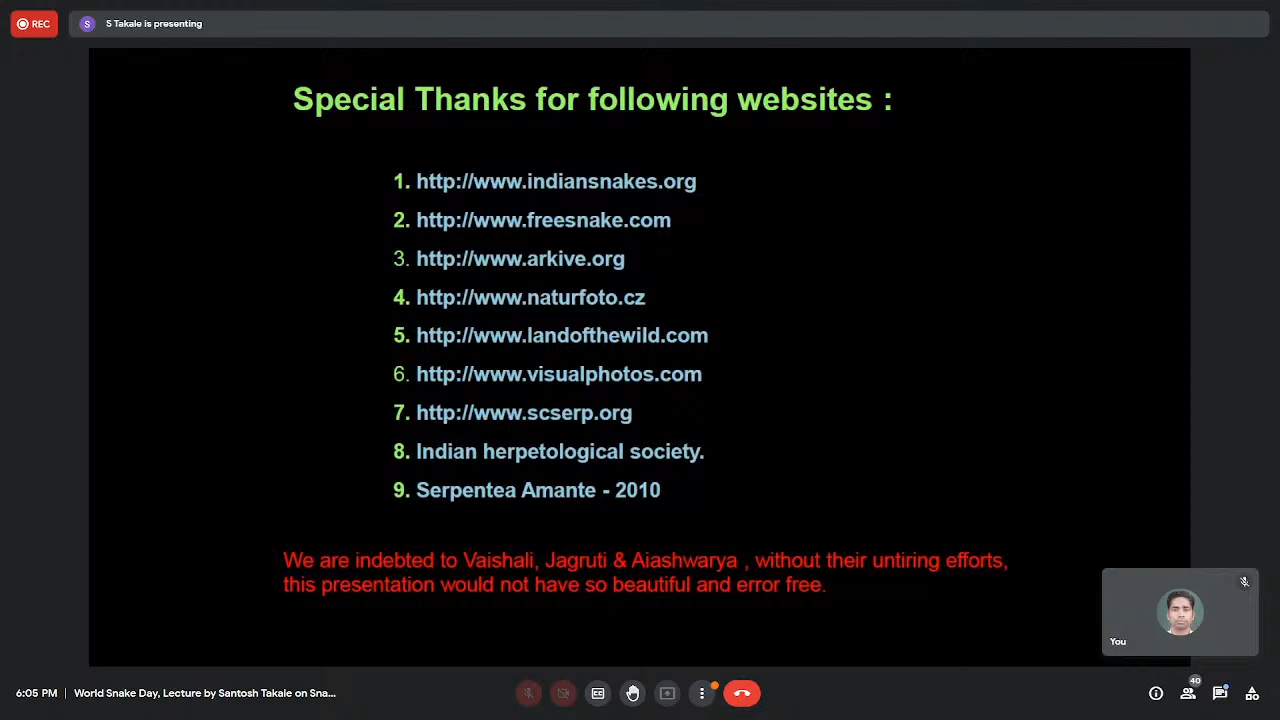 REC
S
S Takale is presenting
Special Thanks for following websites :
1. http://www.indiansnakes.org
2. http://www.freesnake.com
3. http://www.arkive.org
4. http://www.naturfoto.cz
5. http://www.landofthewild.com
6. http://www.visualphotos.com
7. http://www.scserp.org
8. Indian herpetological society.
9. Serpentea Amante - 2010
We are indebted to Vaishali, Jagruti & Aiashwarya , without their untiring efforts,
this presentation would not have so beautiful and error free.
You
6:05 PM | World Snake Day, Lecture by Santosh Takale on Sna...
40